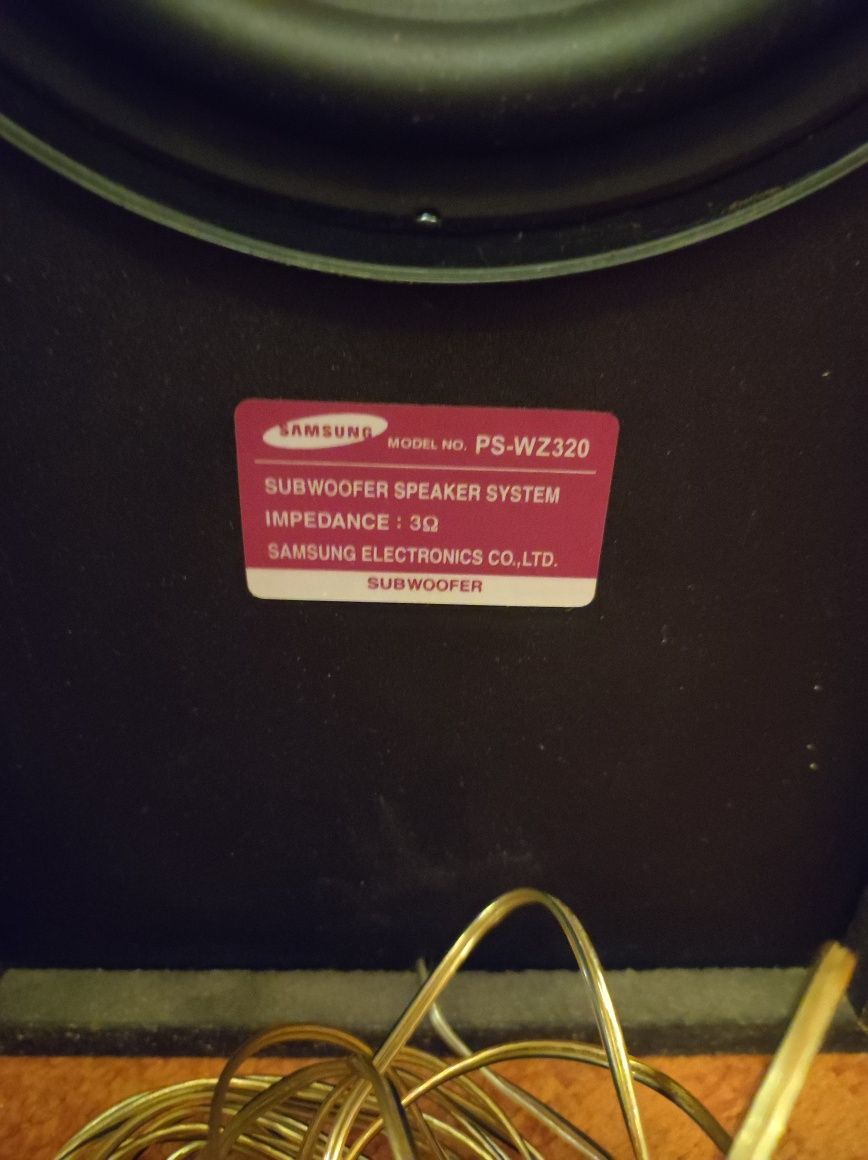 SAMSUNG MODEL NO. PS-WZ320
SUBWOOFER SPEAKER SYSTEM
IMPEDANCE : 3Ω
SAMSUNG ELECTRONICS CO.,LTD.
SUBWOOFER